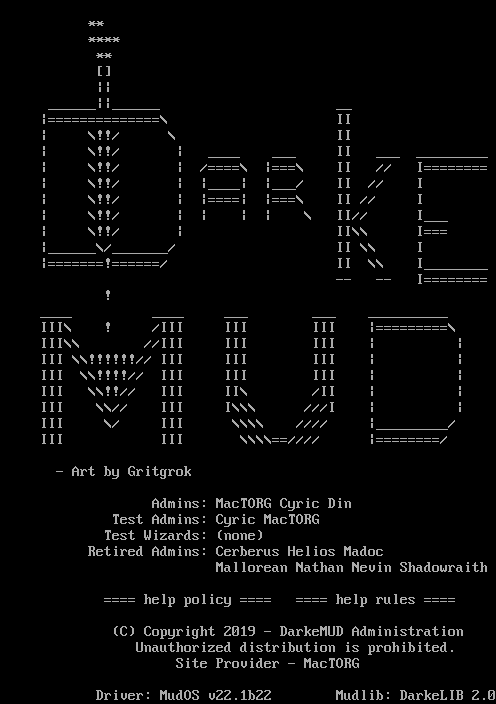 DARKE
MUD
- Art by Gritgrok
Admins: MacTORG Cyric Din
Test Admins: Cyric MacTORG
Test Wizards: (none)
Retired Admins: Cerberus Helios Madoc
Mallorean Nathan Nevin Shadowraith
==== help policy ==== ==== help rules ====
(C) Copyright 2019 - DarkeMUD Administration
Unauthorized distribution is prohibited.
Site Provider - MacTORG
Driver: MudOS v22.1b22 Mudlib: DarkeLIB 2.0